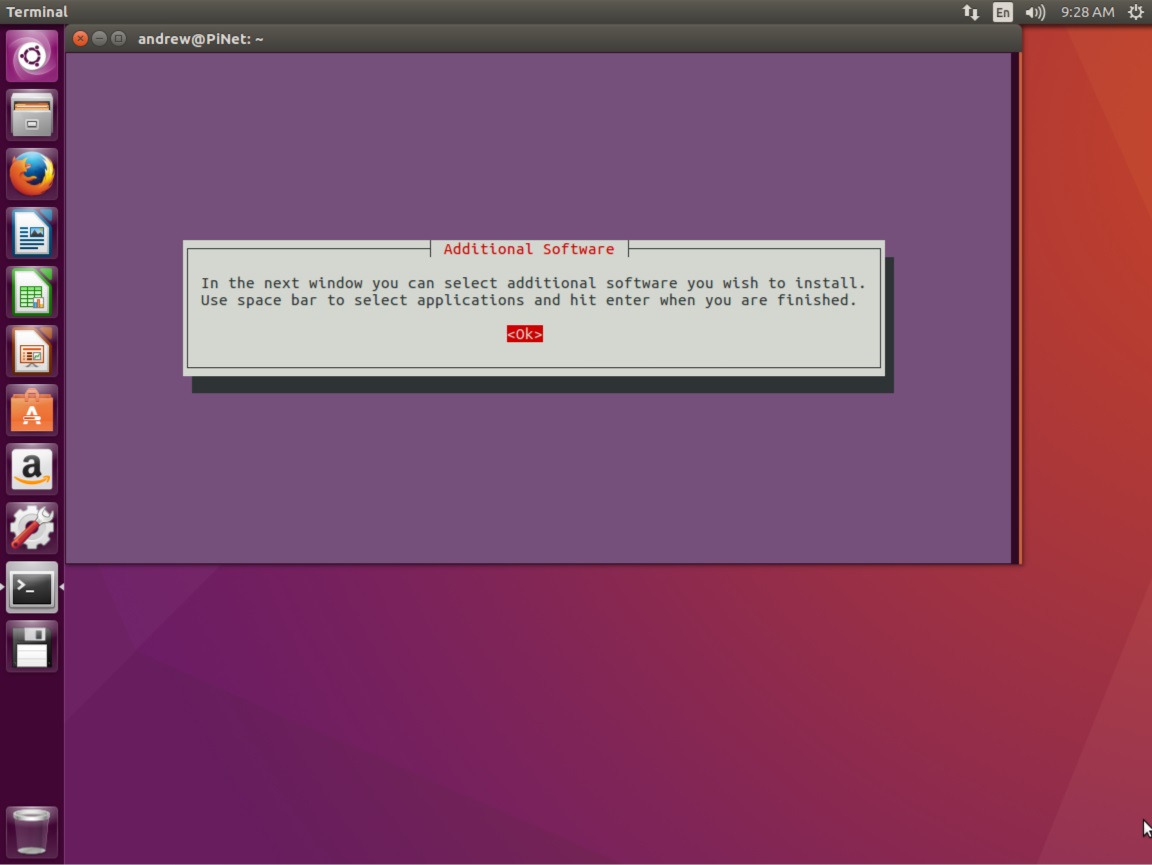 Terminal
En
9:28 AM
andrew@PiNet: ~
Additional Software
In the next window you can select additional software you wish to install.
Use space bar to select applications and hit enter when you are finished.
<Ok>
A
a
>_